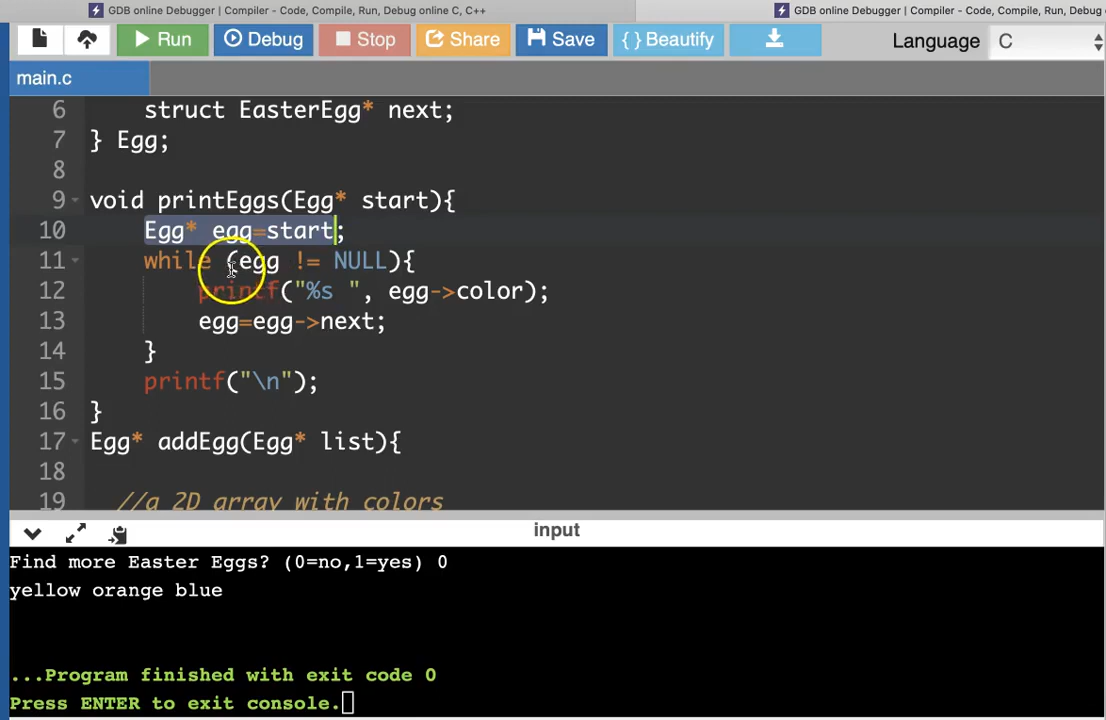 GDB online Debugger | Compiler - Code, Compile, Run, Debug online C, C++
GDB online Debugger | Compiler - Code, Compile, Run, Debug
Run Debug Stop Share Save { } Beautify Language C
main.c
6 struct EasterEgg* next;
7 } Egg;
8
9 void printEggs(Egg* start){
10 Egg* egg=start;
11 while (egg != NULL){
12 printf("%s ", egg->color);
13 egg=egg->next;
14 }
15 printf("\n");
16 }
17 Egg* addEgg(Egg* list){
18
19 //a 2D array with colors
input
Find more Easter Eggs? (0=no,1=yes) 0
yellow orange blue
...Program finished with exit code 0
Press ENTER to exit console.